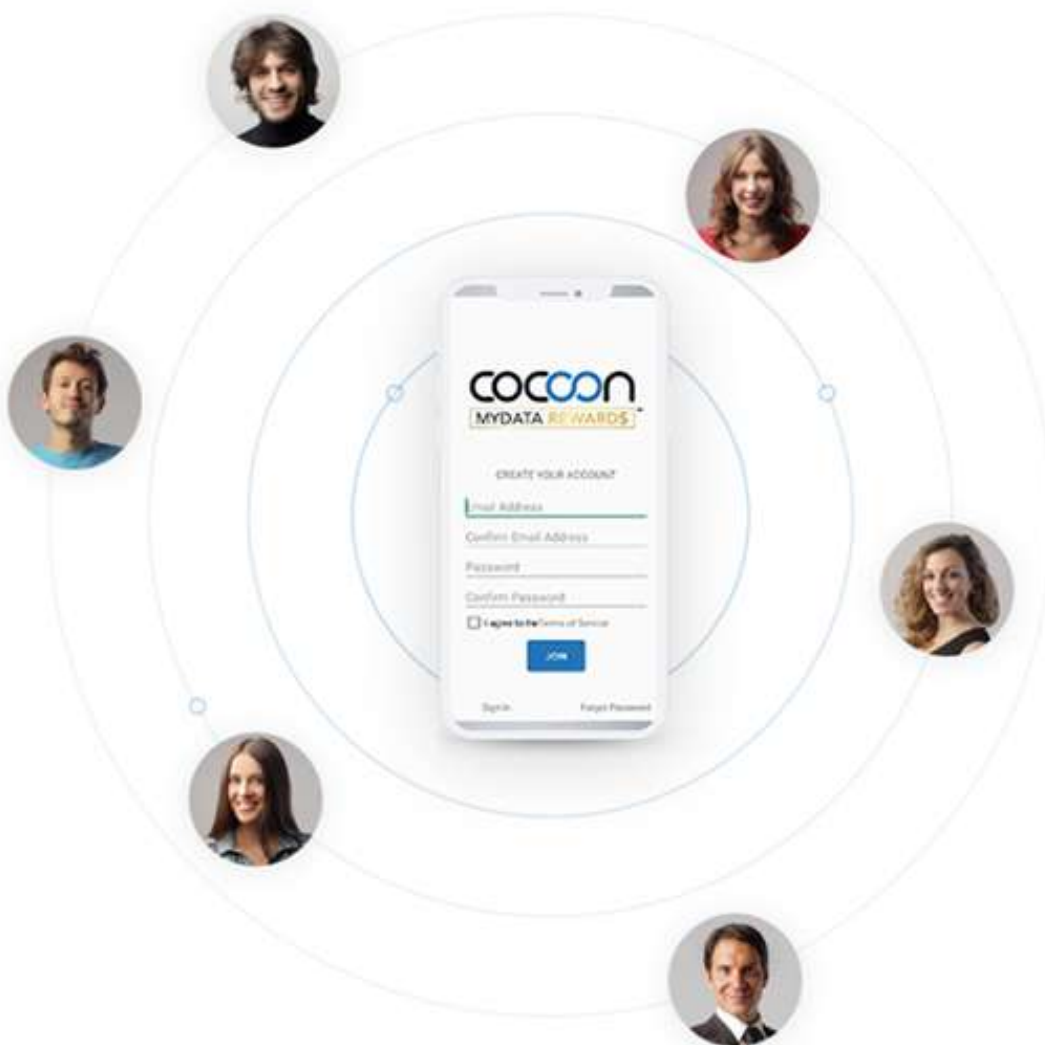 COCOON
MYDATA REWARDS™
CREATE YOUR ACCOUNT
Email Address
Confirm Email Address
Password
Confirm Password
I agree to the Terms of Service
JOIN
Sign In
Forgot Password